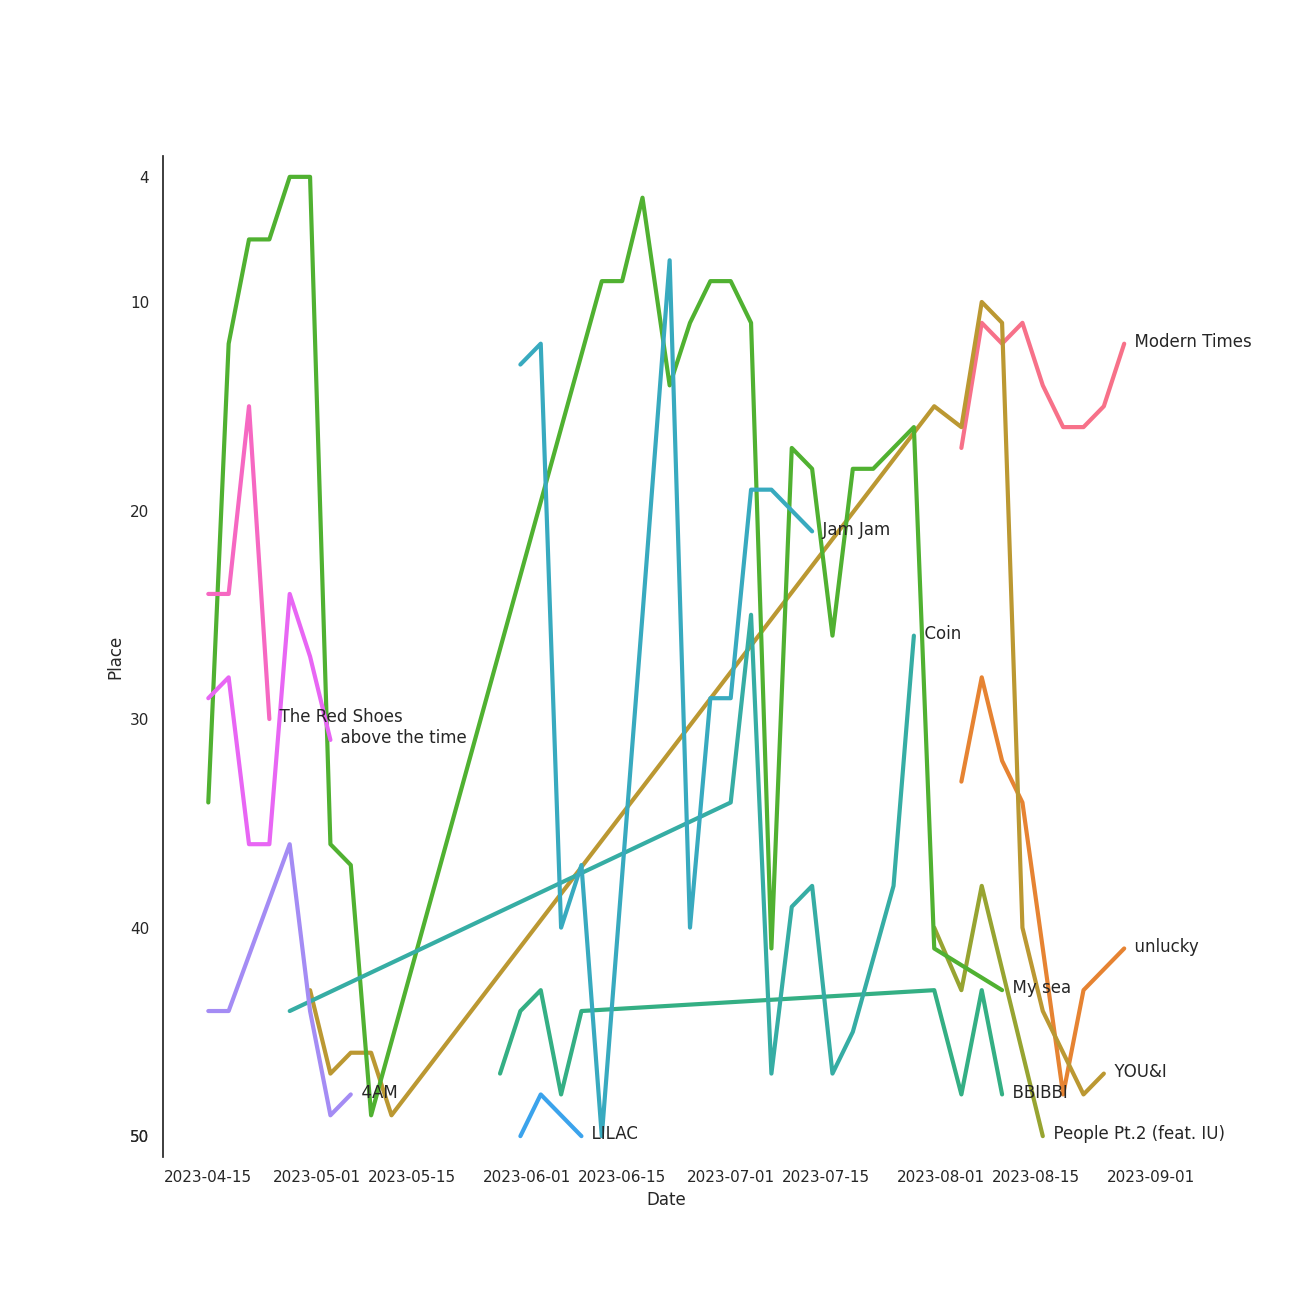 4
10
Modern Times
20
Jam Jam
Coin
Place
30
The Red Shoes
above the time
40
unlucky
My sea
YOU&I
4AM
BBIBBI
50
LILAC
People Pt.2 (feat. IU)
2023-04-15 2023-05-01 2023-05-15 2023-06-01 2023-06-15 2023-07-01 2023-07-15 2023-08-01 2023-08-15 2023-09-01
Date